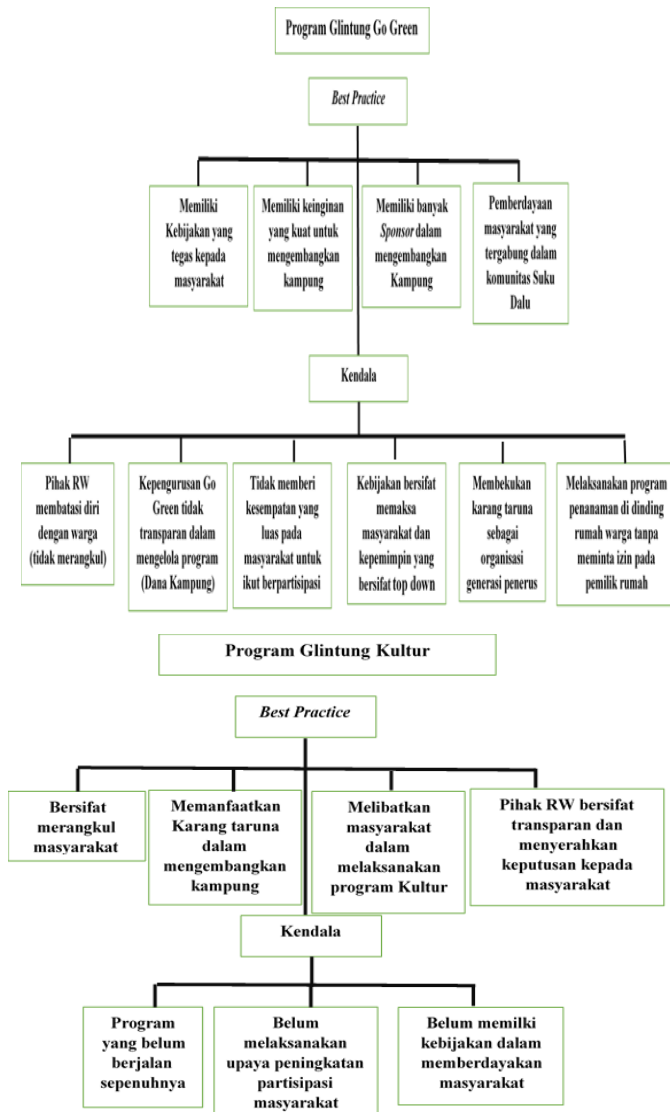 Program Glintung Go Green
Best Practice
Memiliki
Kebijakan yang
tegas kepada
masyarakat
Memiliki keinginan
yang kuat untuk
mengembangkan
kampung
Memiliki banyak
Sponsor dalam
mengembangkan
Kampung
Pemberdayaan
masyarakat yang
tergabung dalam
komunitas Suku
Dalu
Kendala
Pihak RW
membatasi diri
dengan warga
(tidak merangkul)
Kepengurusan Go
Green tidak
transparan dalam
mengelola program
(Dana Kampung)
Tidak memberi
kesempatan yang
luas pada
masyarakat untuk
ikut berpartisipasi
Kebijakan bersifat
memaksa
masyarakat dan
kepemimpin yang
bersifat top down
Membekukan
karang taruna
sebagai
organisasi
generasi penerus
Melaksanakan program
penanaman di dinding
rumah warga tanpa
meminta izin pada
pemilik rumah
Program Glintung Kultur
Best Practice
Bersifat
merangkul
masyarakat
Memanfaatkan
Karang taruna
dalam
mengembangkan
kampung
Melibatkan
masyarakat
dalam
melaksanakan
program Kultur
Pihak RW bersifat
transparan dan
menyerahkan
keputusan kepada
masyarakat
Kendala
Program
yang belum
berjalan
sepenuhnya
Belum
melaksanakan
upaya peningkatan
partisipasi
masyarakat
Belum memilki
kebijakan dalam
memberdayakan
masyarakat